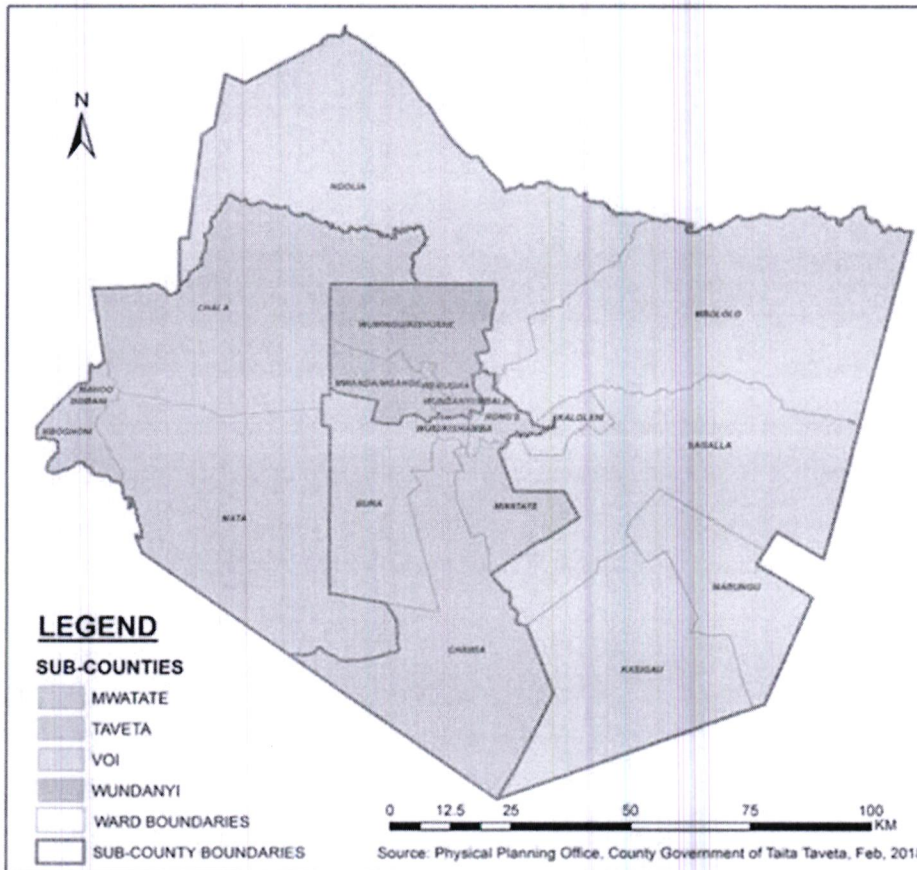 N
NGOLIA
CHALA
MBOLOLO
MAHOO
MBOGHONI
MATA
BURA
MWATATE
RONG'E
KALOLENI
SAGALLA
MARUNGU
KASIGAU
CHAWIA
LEGEND
SUB-COUNTIES
MWATATE
TAVETA
VOI
WUNDANYI
WARD BOUNDARIES
SUB-COUNTY BOUNDARIES
0 12.5 25 50 75 100
KM
Source: Physical Planning Office, County Government of Taita Taveta, Feb, 201